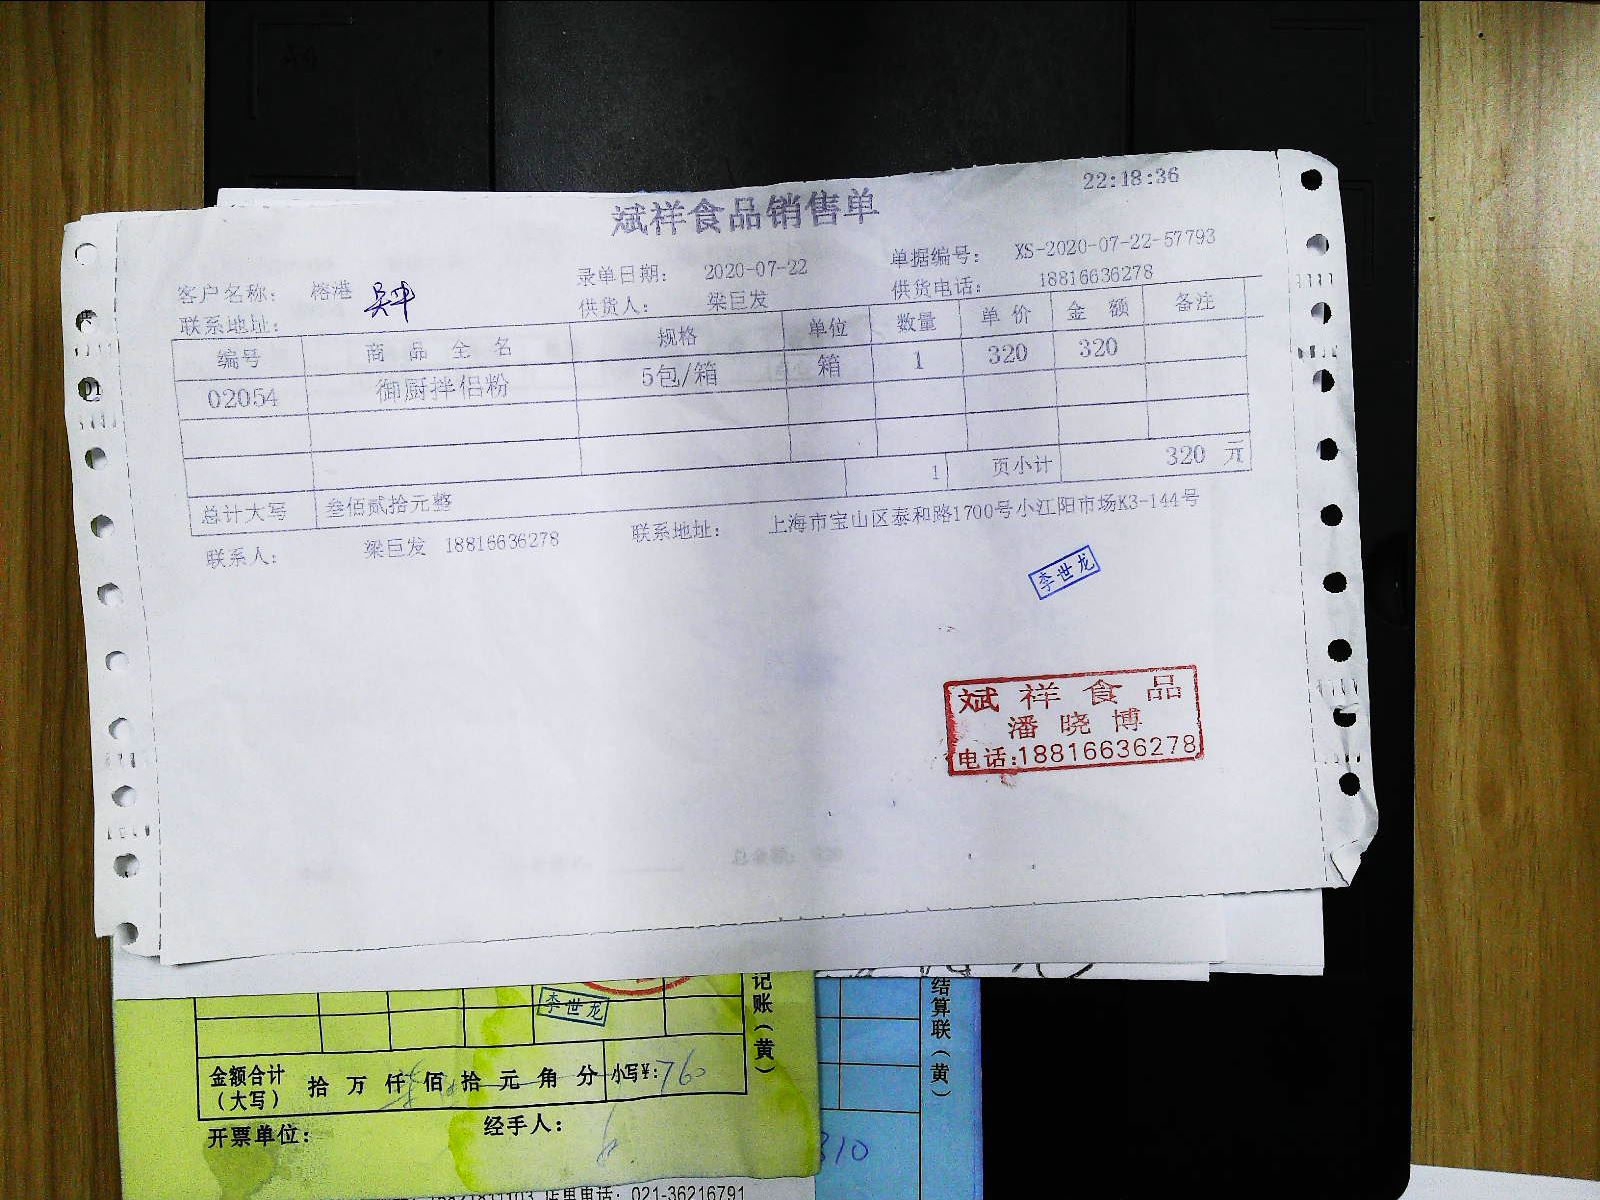 22:18:36
斌祥食品销售单
客户名称： 榕港 吴平 录单日期： 2020-07-22 单据编号： XS-2020-07-22-57793
联系地址： 供货人： 梁巨发 供货电话： 18816636278
编号 商品全名 规格 单位 数量 单价 金额 备注
02054 御厨拌侣粉 5包/箱 箱 1 320 320
1 页小计 320 元
总计大写 叁佰贰拾元整
联系人： 梁巨发 18816636278 联系地址： 上海市宝山区泰和路1700号小江阳市场K3-144号
李世龙
斌祥食品
潘晓博
电话:18816636278
记账（黄）
结算联（黄）
李世龙
金额合计（大写） 拾 万 仟 佰 拾 元 角 分 小写¥: 760
开票单位： 经手人：
310
店里电话：021-36216791